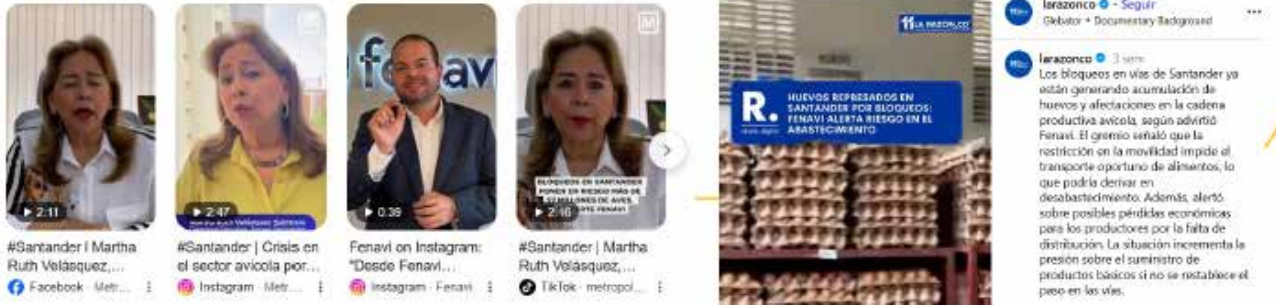 2:11
#Santander | Martha
Ruth Velásquez,...
Facebook · Metr...
2:47
#Santander | Crisis en
el sector avícola por...
Instagram · Metr...
fenavi
0:39
Fenavi on Instagram:
"Desde Fenavi...
Instagram · Fenavi
BLOQUEOS EN SANTANDER
PONEN EN RIESGO MÁS DE
MILLONES DE AVES,
FENAVI
2:16
#Santander | Martha
Ruth Velásquez,...
TikTok · metropol...
LA RAZON.CO
R.
HUEVOS REPRESADOS EN
SANTANDER POR BLOQUEOS:
FENAVI ALERTA RIESGO EN EL
ABASTECIMIENTO
larazonco · Seguir
Glebator • Documentary Background
larazonco 3 sem
Los bloqueos en vías de Santander ya
están generando acumulación de
huevos y afectaciones en la cadena
productiva avícola, según advirtió
Fenavi. El gremio señaló que la
restricción en la movilidad impide el
transporte oportuno de alimentos, lo
que podría derivar en
desabastecimiento. Además, alertó
sobre posibles pérdidas económicas
para los productores por la falta de
distribución. La situación incrementa la
presión sobre el suministro de
productos básicos si no se restablece el
paso en las vías.